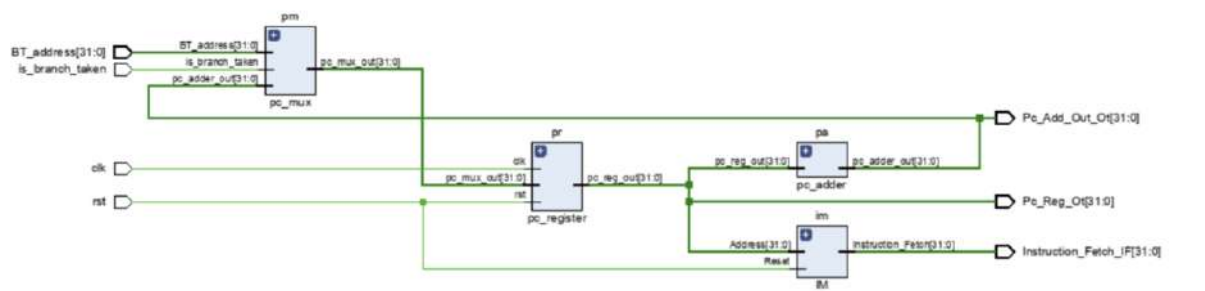 pm
BT_address[31:0]
BT_address[31:0]
is_branch_taken
is_branch_taken
pc_adder_out[31:0]
pc_mux_out[31:0]
pc_mux
Pc_Add_Out_Ot[31:0]
pr
pa
clk
clk
pc_mux_out[31:0]
rst
rst
pc_reg_out[31:0]
pc_register
pc_reg_out[31:0]
pc_adder_out[31:0]
pc_adder
Pc_Reg_Ot[31:0]
im
Address[31:0]
Reset
Instruction_Fetch[31:0]
IM
Instruction_Fetch_IF[31:0]